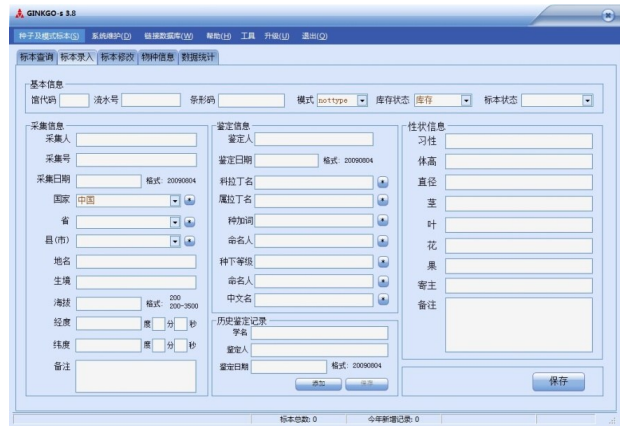 GINKGO-s 3.8
种子及模式标本(S) 系统维护(D) 链接数据库(W) 帮助(H) 工具 升级(U) 退出(Q)
标本查询 标本录入 标本修改 物种信息 数据统计
基本信息
馆代码 流水号 条形码 模式 nottype 库存状态 库存 标本状态
采集信息
采集人
采集号
采集日期 格式: 20090804
国家 中国
省
县(市)
地名
生境
海拔 格式: 200
200-3500
经度 度 分 秒
纬度 度 分 秒
备注
鉴定信息
鉴定人
鉴定日期 格式: 20090804
科拉丁名
属拉丁名
种加词
命名人
种下等级
命名人
中文名
历史鉴定记录
学名
鉴定人
鉴定日期 格式: 20090804
添加
性状信息
习性
体高
直径
茎
叶
花
果
寄主
备注
保存
标本总数: 0 今年新增记录: 0